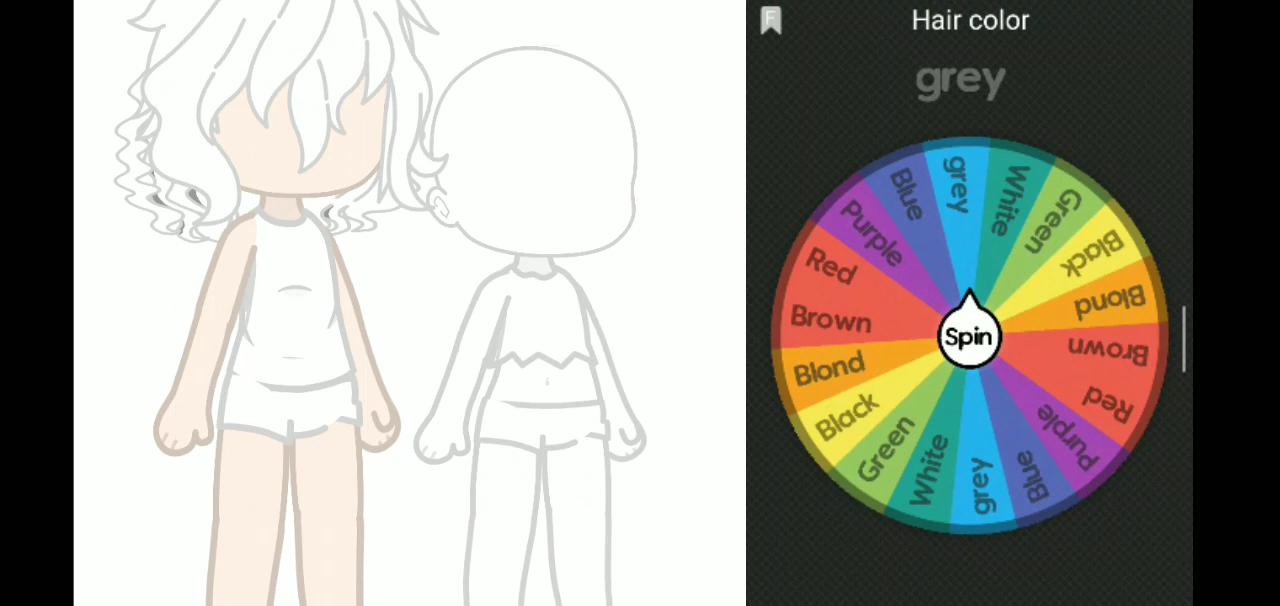 F
Hair color
grey
grey
White
Green
Black
Blond
Brown
Red
Purple
Blue
grey
White
Green
Black
Blond
Brown
Red
Purple
Blue
Spin